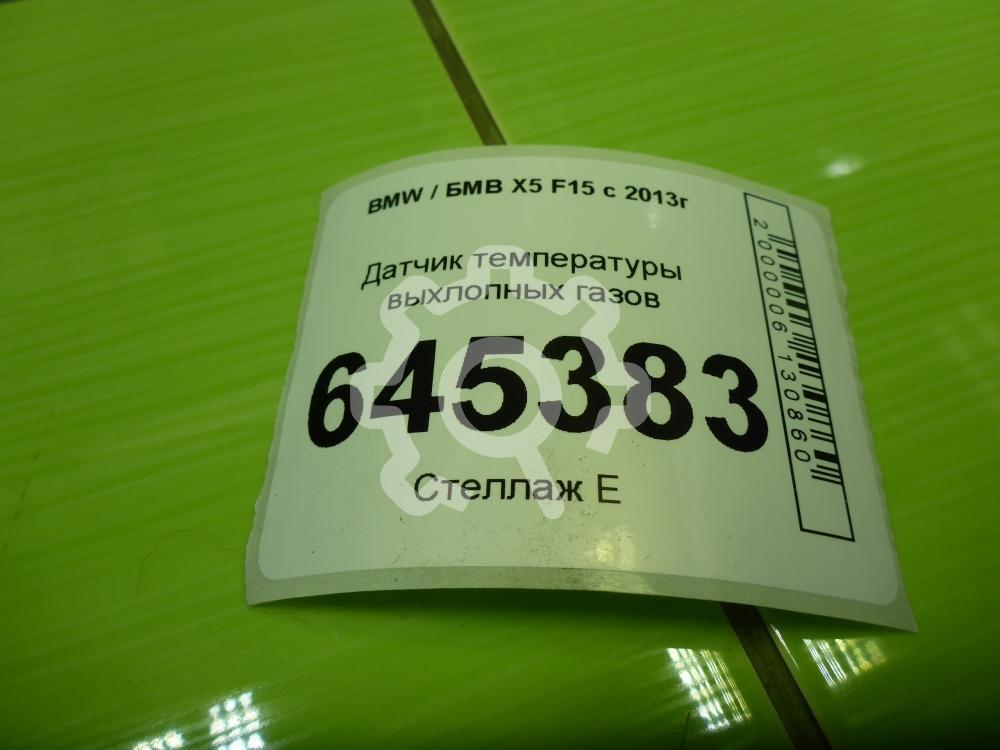 BMW / БМВ X5 F15 с 2013г
Датчик температуры
выхлопных газов
645383
Стеллаж Е
2000006130860